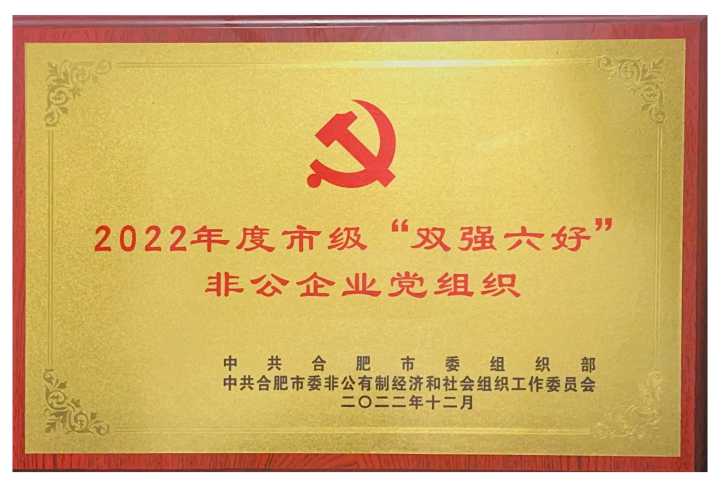 2022年度市级“双强六好”
非公企业党组织
中共合肥市委组织部
中共合肥市委非公有制经济和社会组织工作委员会
二〇二二年十二月